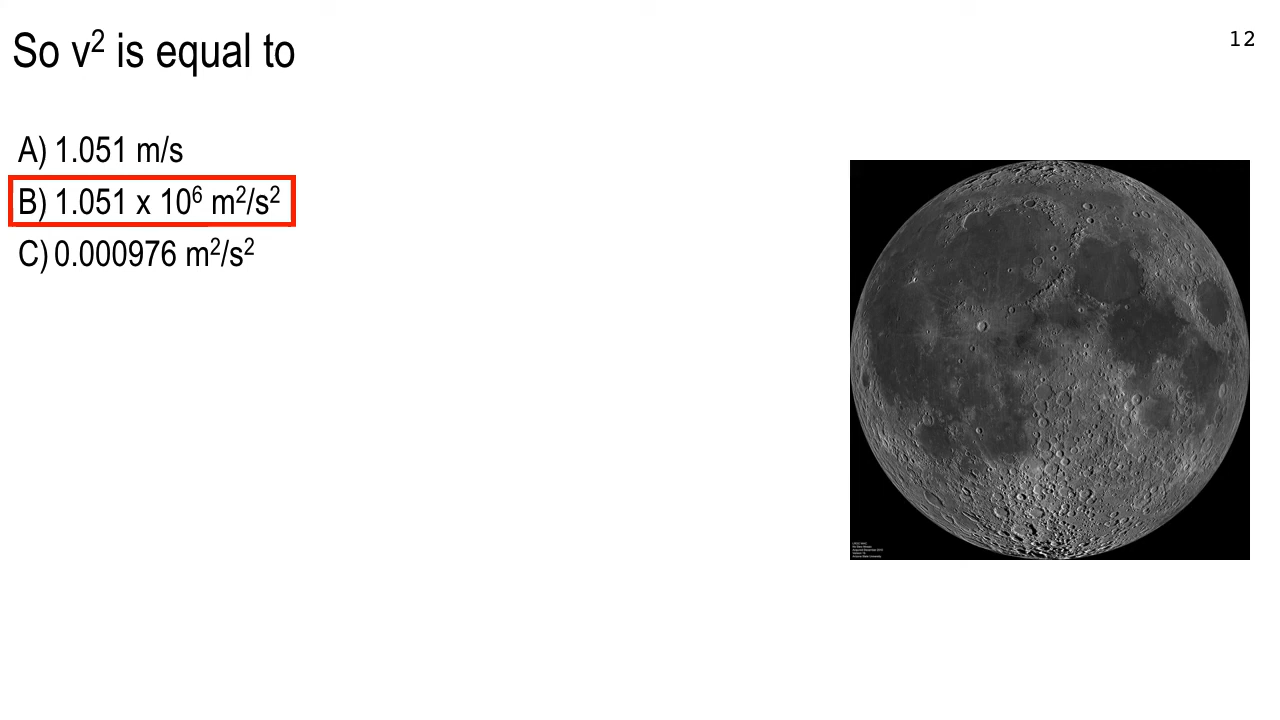 So v² is equal to
12
A) 1.051 m/s
B) 1.051 x 10⁶ m²/s²
C) 0.000976 m²/s²